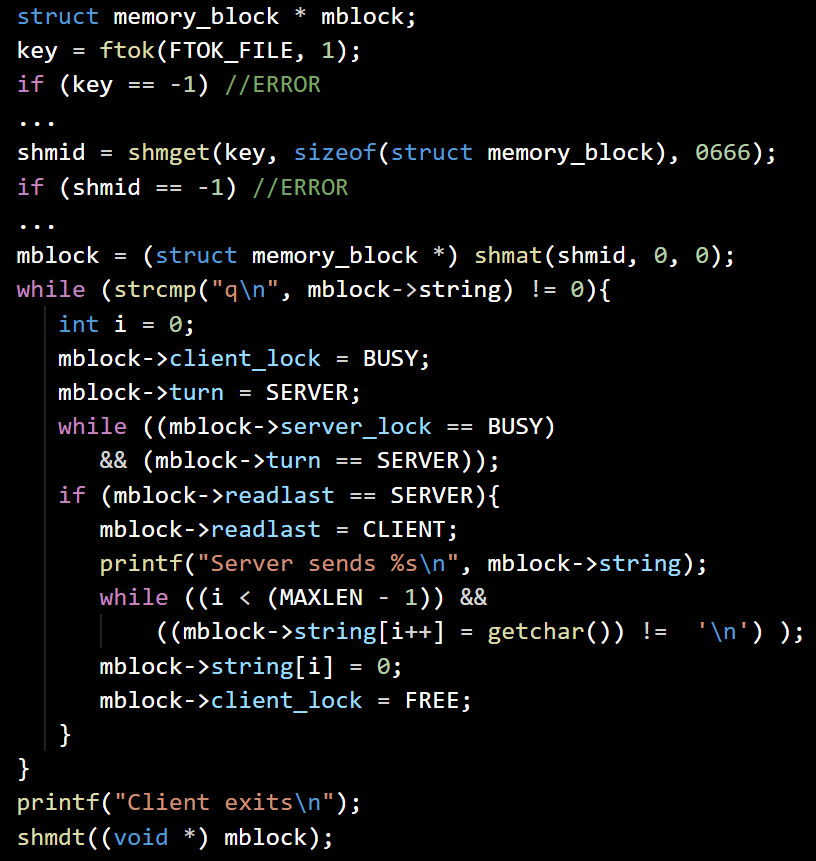 struct memory_block * mblock;
key = ftok(FTOK_FILE, 1);
if (key == -1) //ERROR
...
shmid = shmget(key, sizeof(struct memory_block), 0666);
if (shmid == -1) //ERROR
...
mblock = (struct memory_block *) shmat(shmid, 0, 0);
while (strcmp("q\n", mblock->string) != 0){
   int i = 0;
   mblock->client_lock = BUSY;
   mblock->turn = SERVER;
   while ((mblock->server_lock == BUSY)
      && (mblock->turn == SERVER));
   if (mblock->readlast == SERVER){
      mblock->readlast = CLIENT;
      printf("Server sends %s\n", mblock->string);
      while ((i < (MAXLEN - 1)) &&
          ((mblock->string[i++] = getchar()) !=  '\n') );
      mblock->string[i] = 0;
      mblock->client_lock = FREE;
   }
}
printf("Client exits\n");
shmdt((void *) mblock);